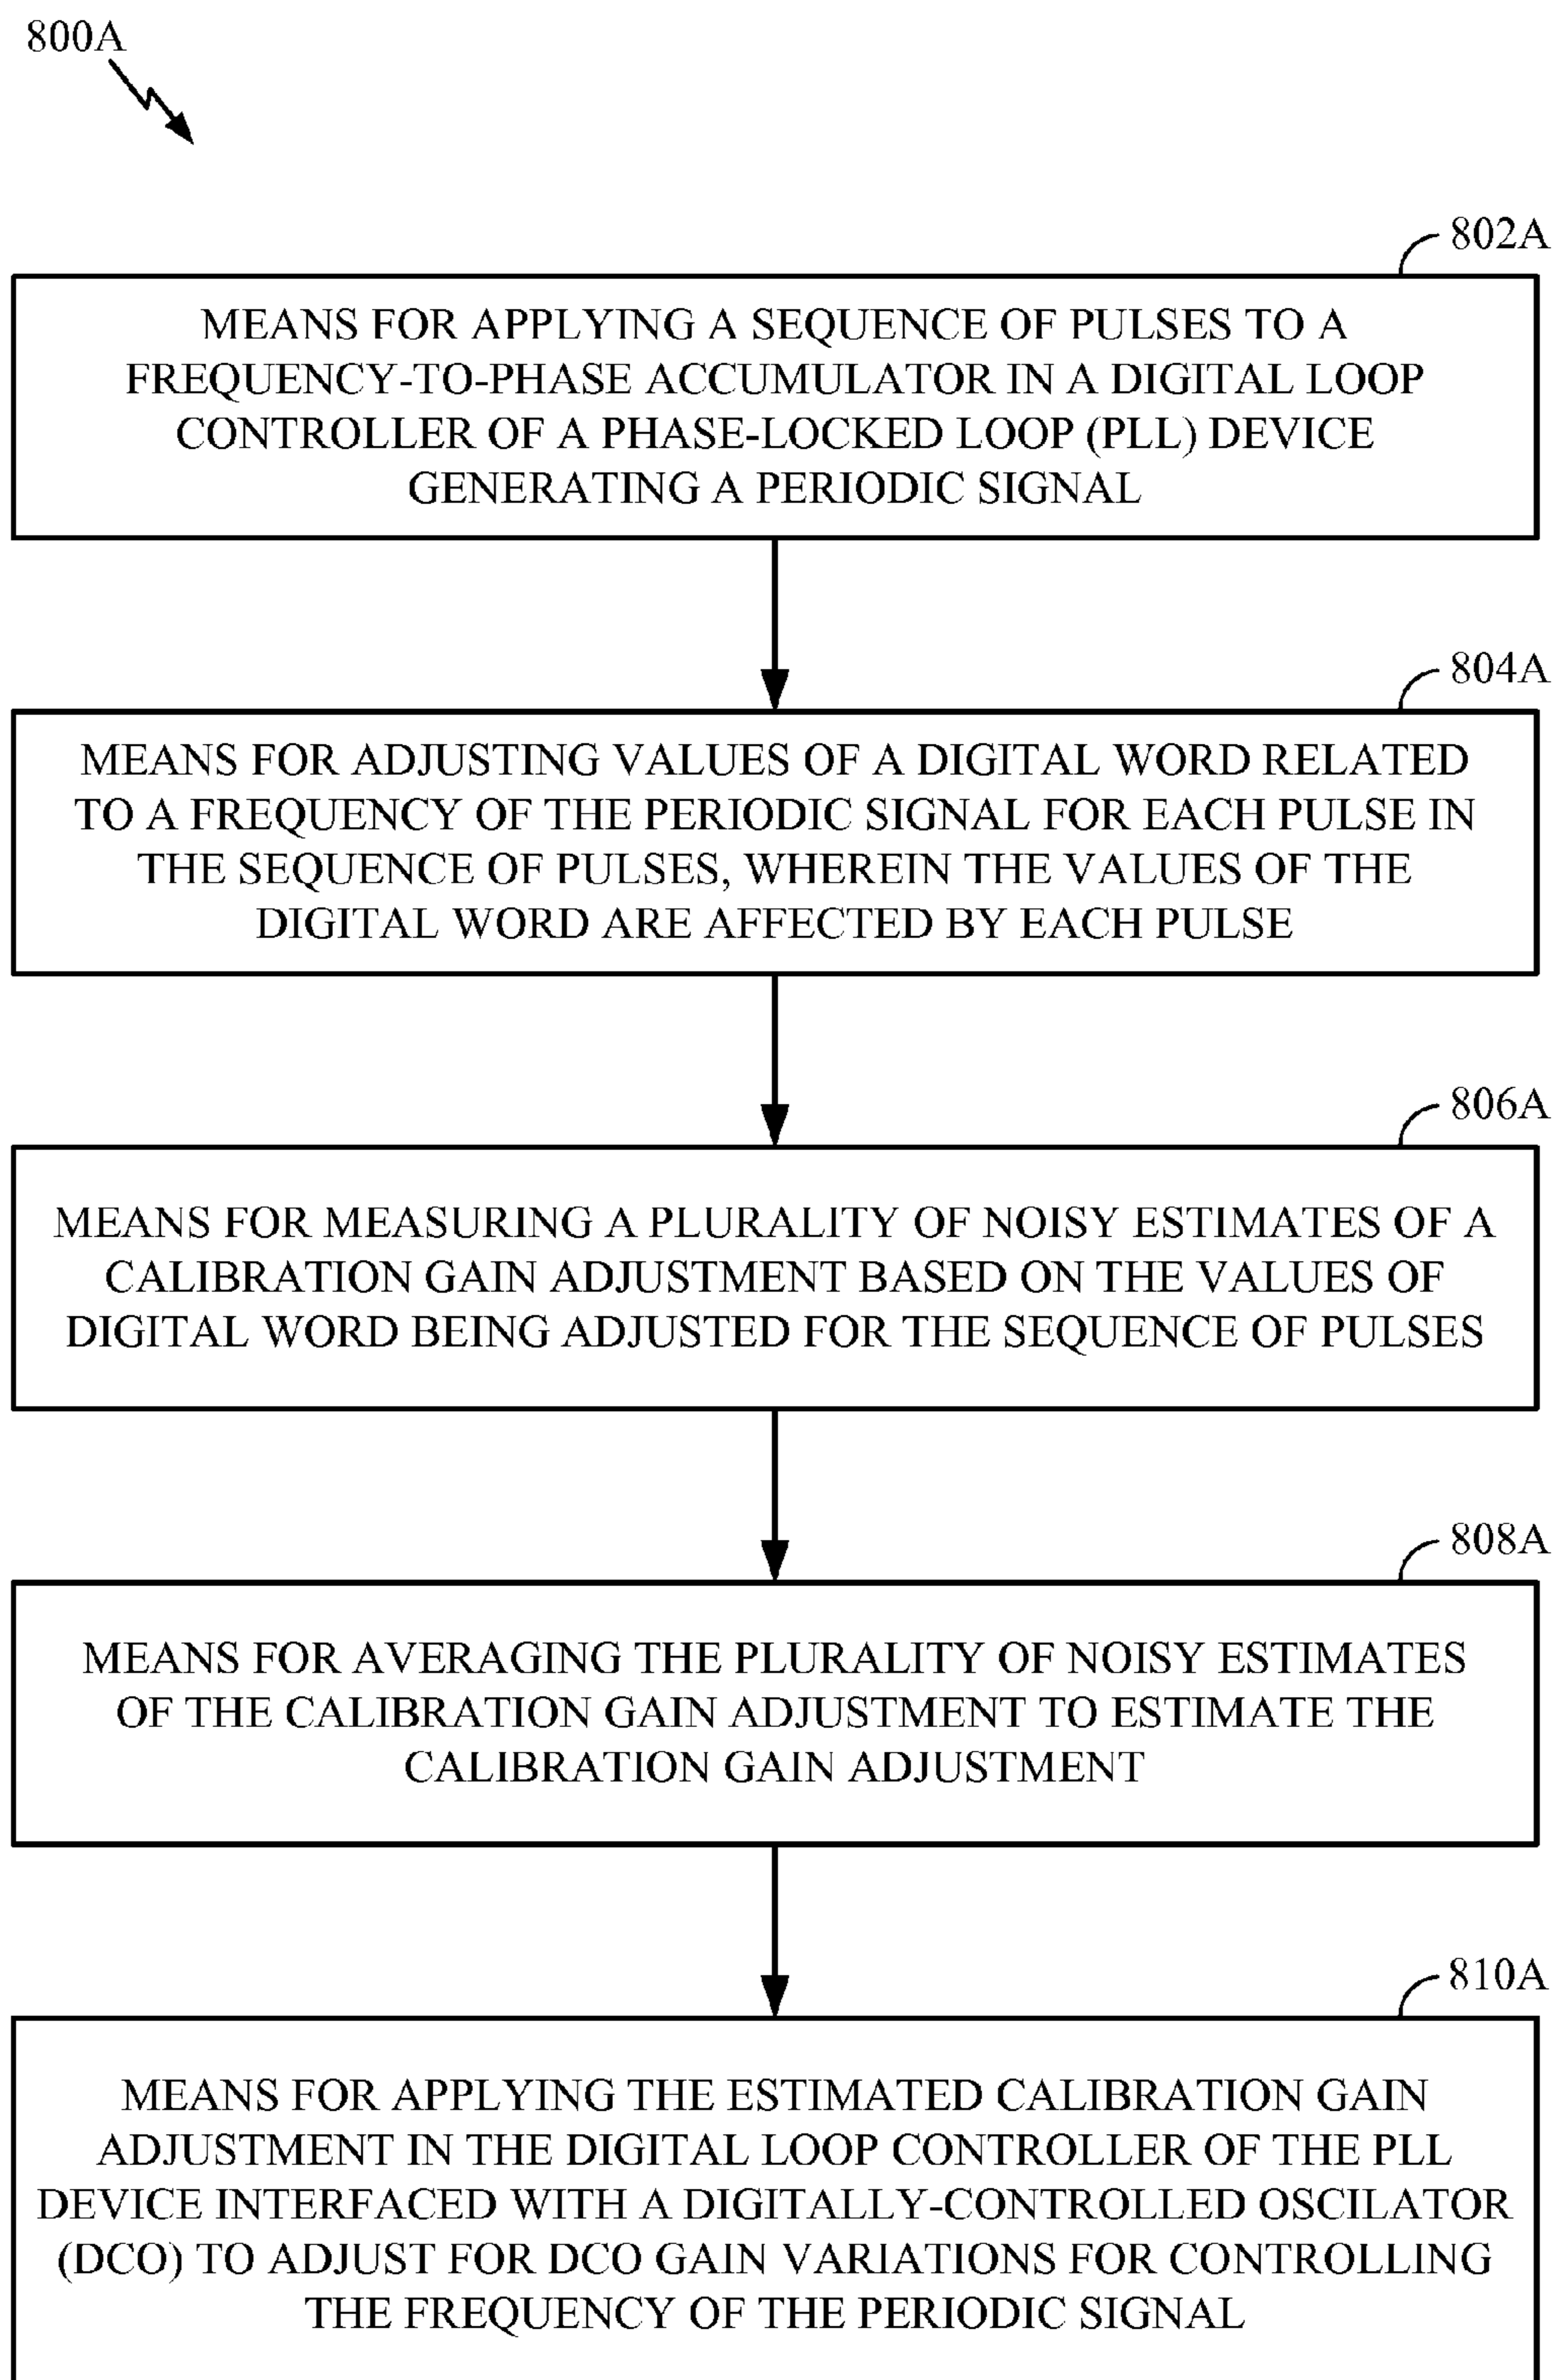 800A
802A
MEANS FOR APPLYING A SEQUENCE OF PULSES TO A
FREQUENCY-TO-PHASE ACCUMULATOR IN A DIGITAL LOOP
CONTROLLER OF A PHASE-LOCKED LOOP (PLL) DEVICE
GENERATING A PERIODIC SIGNAL
804A
MEANS FOR ADJUSTING VALUES OF A DIGITAL WORD RELATED
TO A FREQUENCY OF THE PERIODIC SIGNAL FOR EACH PULSE IN
THE SEQUENCE OF PULSES, WHEREIN THE VALUES OF THE
DIGITAL WORD ARE AFFECTED BY EACH PULSE
806A
MEANS FOR MEASURING A PLURALITY OF NOISY ESTIMATES OF A
CALIBRATION GAIN ADJUSTMENT BASED ON THE VALUES OF
DIGITAL WORD BEING ADJUSTED FOR THE SEQUENCE OF PULSES
808A
MEANS FOR AVERAGING THE PLURALITY OF NOISY ESTIMATES
OF THE CALIBRATION GAIN ADJUSTMENT TO ESTIMATE THE
CALIBRATION GAIN ADJUSTMENT
810A
MEANS FOR APPLYING THE ESTIMATED CALIBRATION GAIN
ADJUSTMENT IN THE DIGITAL LOOP CONTROLLER OF THE PLL
DEVICE INTERFACED WITH A DIGITALLY-CONTROLLED OSCILATOR
(DCO) TO ADJUST FOR DCO GAIN VARIATIONS FOR CONTROLLING
THE FREQUENCY OF THE PERIODIC SIGNAL